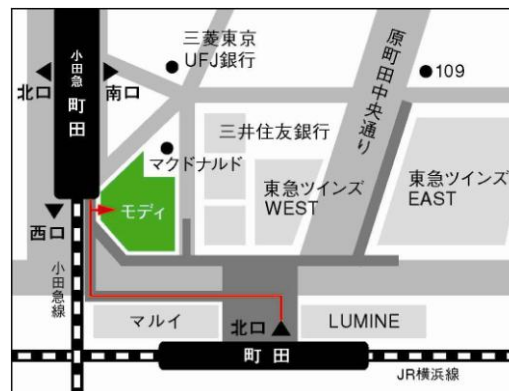 三菱東京
UFJ銀行
小田急
町田
北口
南口
原町田中央通り
109
三井住友銀行
マクドナルド
東急ツインズ
WEST
東急ツインズ
EAST
モディ
西口
小田急線
マルイ
北口
LUMINE
町田
JR横浜線